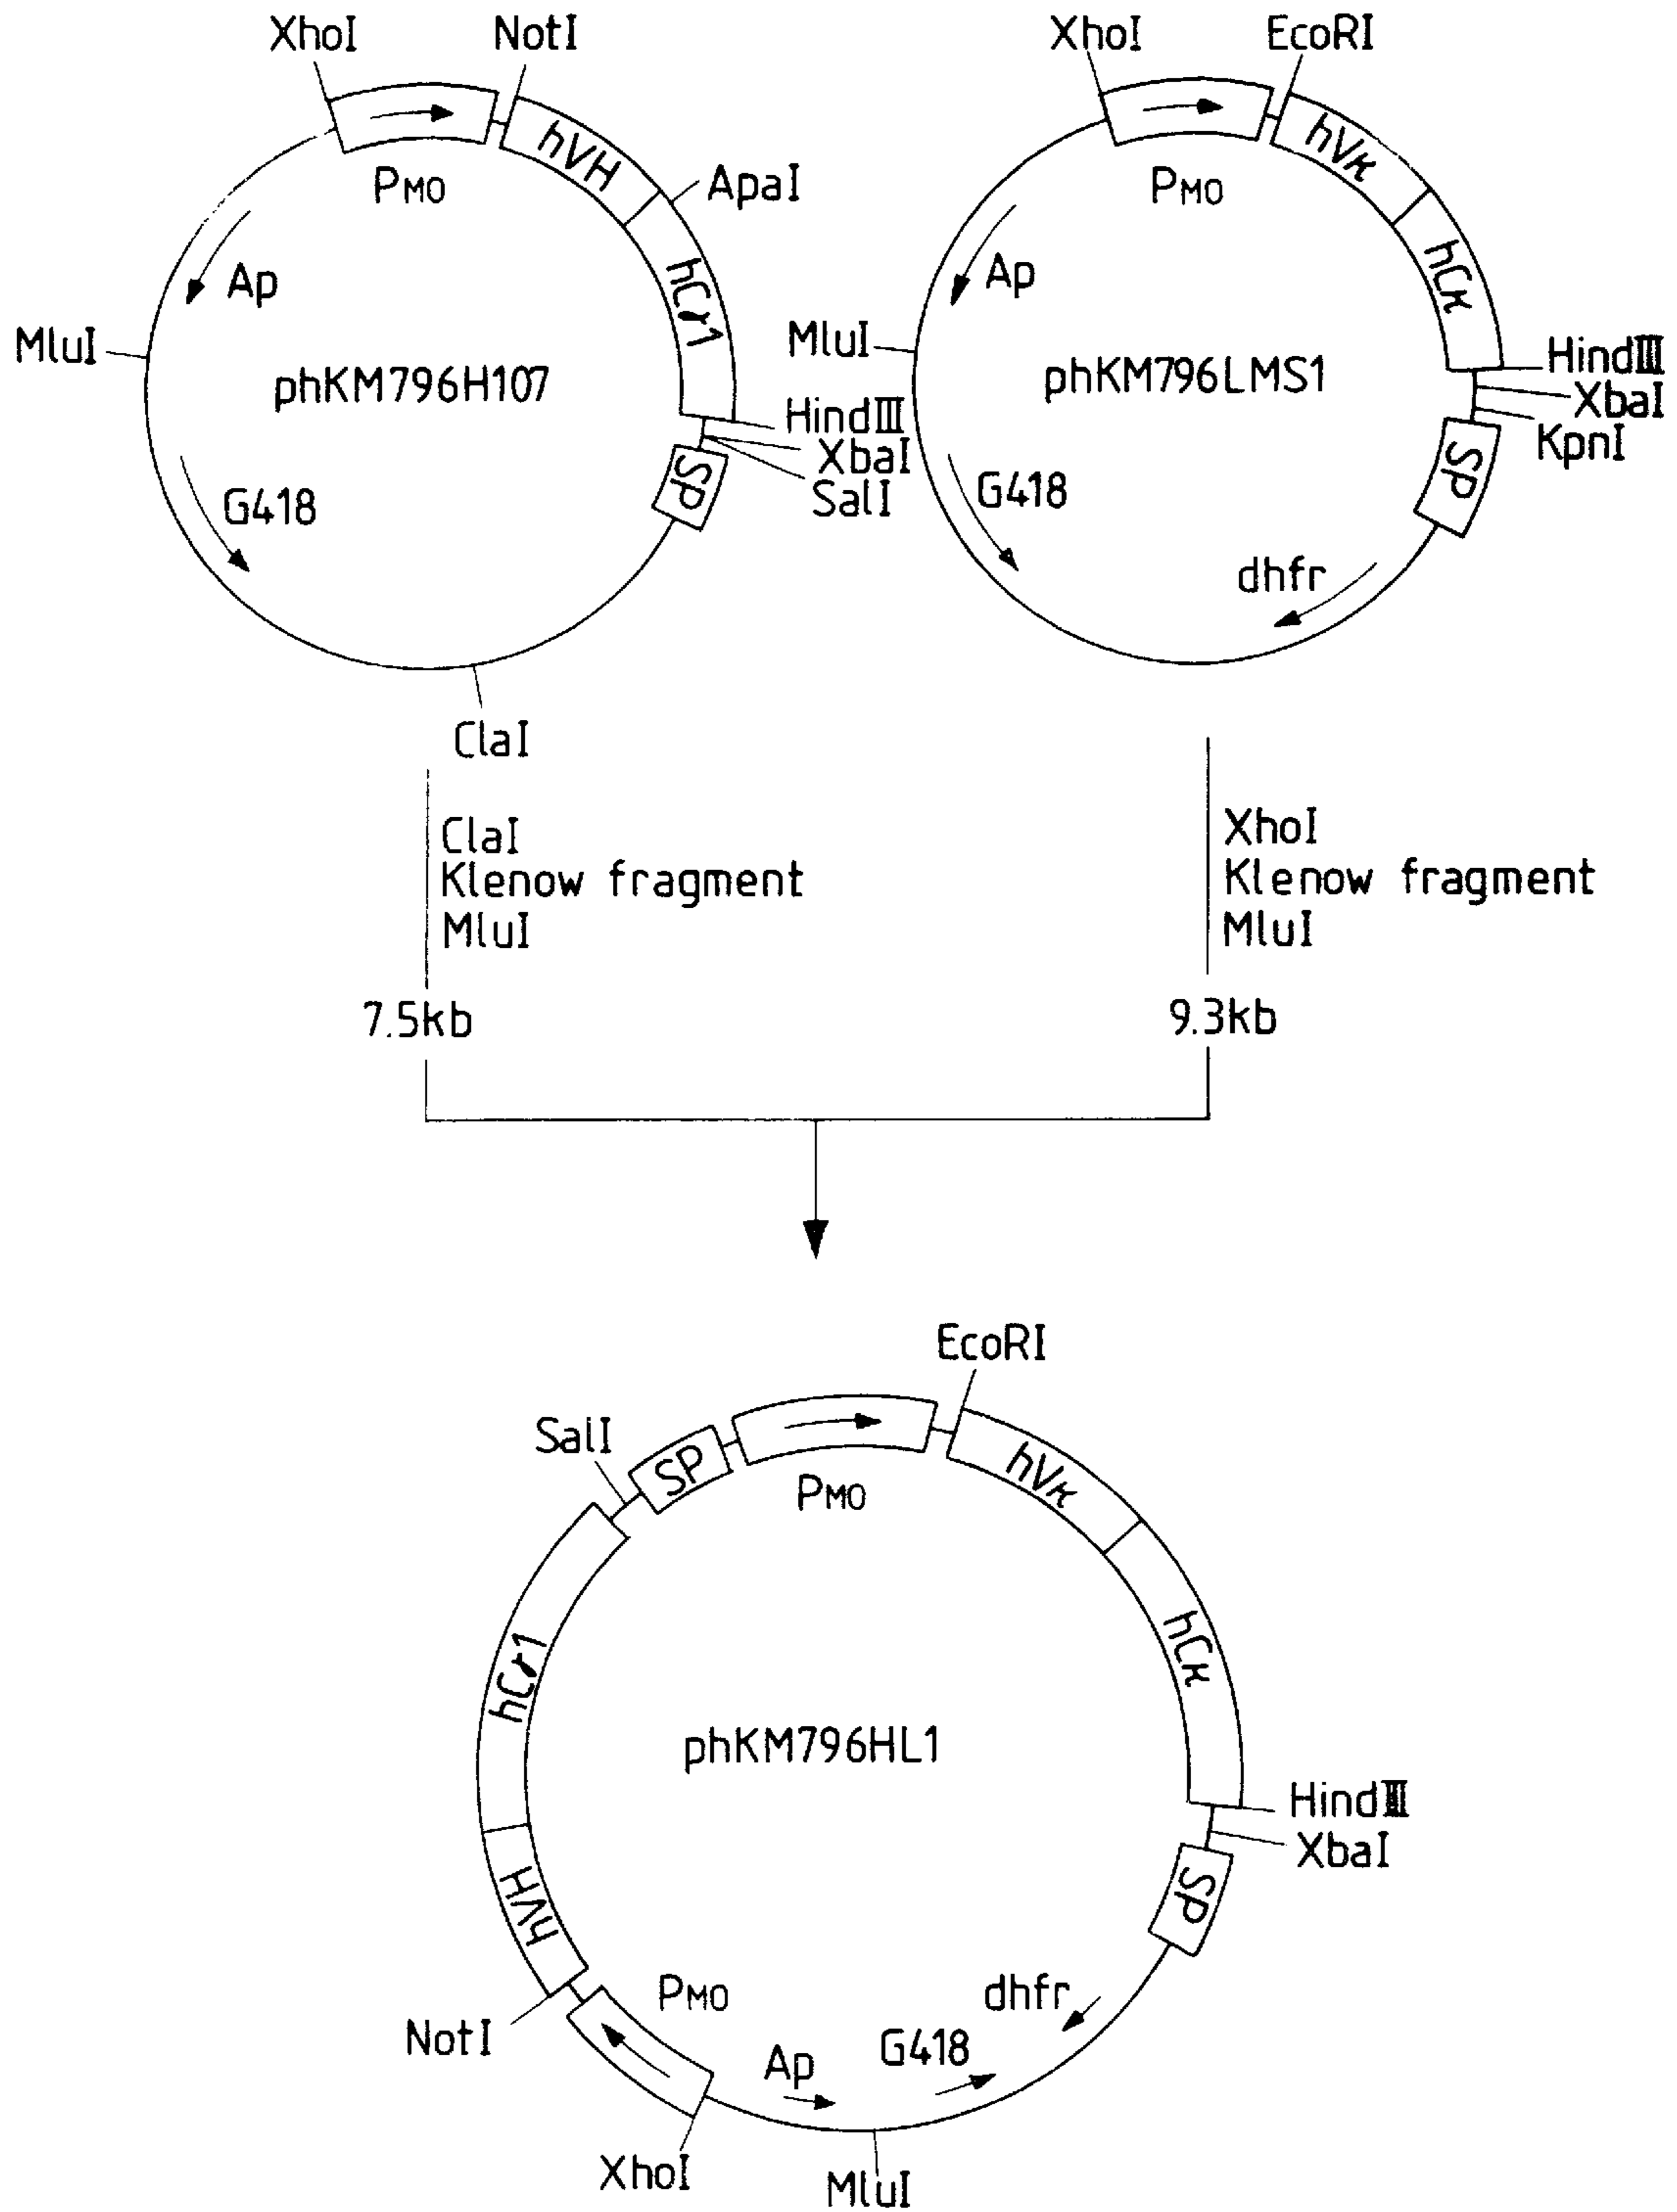 XhoI
NotI
hVH
ApaI
PMO
Ap
hCγ1
MluI
phKM796H107
HindIII
XbaI
SalI
SP
G418
ClaI
XhoI
EcoRI
hVκ
PMO
Ap
hCκ
MluI
phKM796LMS1
HindIII
XbaI
KpnI
SP
G418
dhfr
ClaI
Klenow fragment
MluI
7.5kb
XhoI
Klenow fragment
MluI
9.3kb
EcoRI
SalI
SP
PMO
hVκ
hCγ1
hCκ
phKM796HL1
HindIII
XbaI
SP
hVH
PMO
dhfr
NotI
Ap
G418
XhoI
MluI